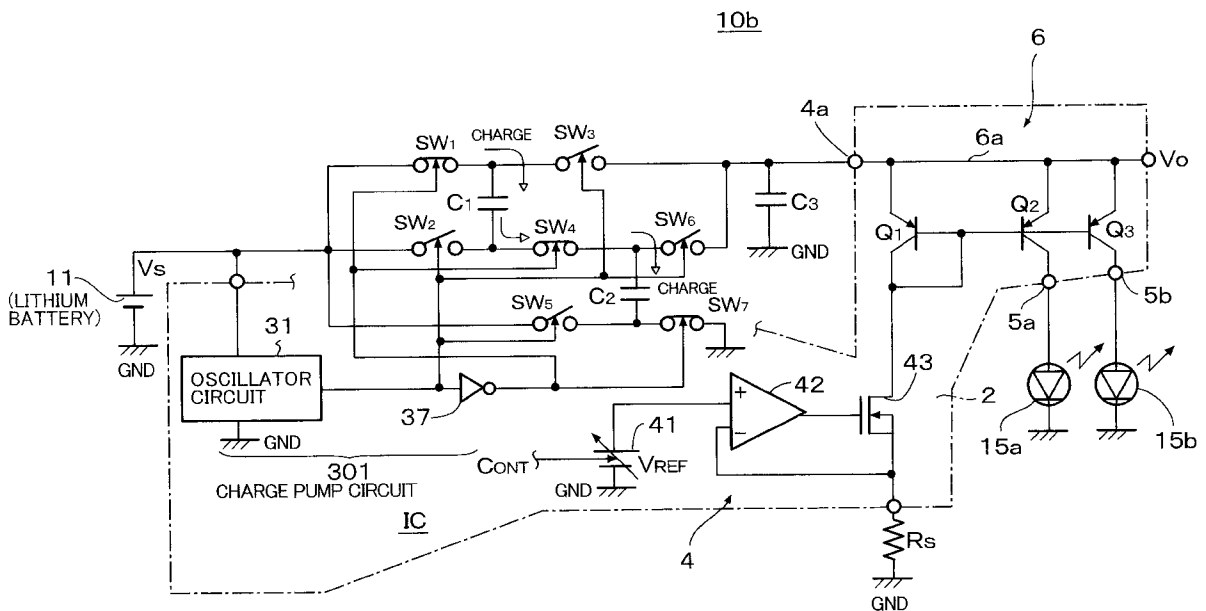 10b
6
4a
SW1
CHARGE
SW3
6a
Vo
C1
C3
Q1
Q2
Q3
SW2
SW4
SW6
GND
Vs
11
(LITHIUM BATTERY)
GND
C2
CHARGE
SW5
SW7
5a
5b
31
OSCILLATOR CIRCUIT
37
42
43
2
+
-
15a
15b
GND
41
CONT
VREF
GND
301
CHARGE PUMP CIRCUIT
IC
4
Rs
GND